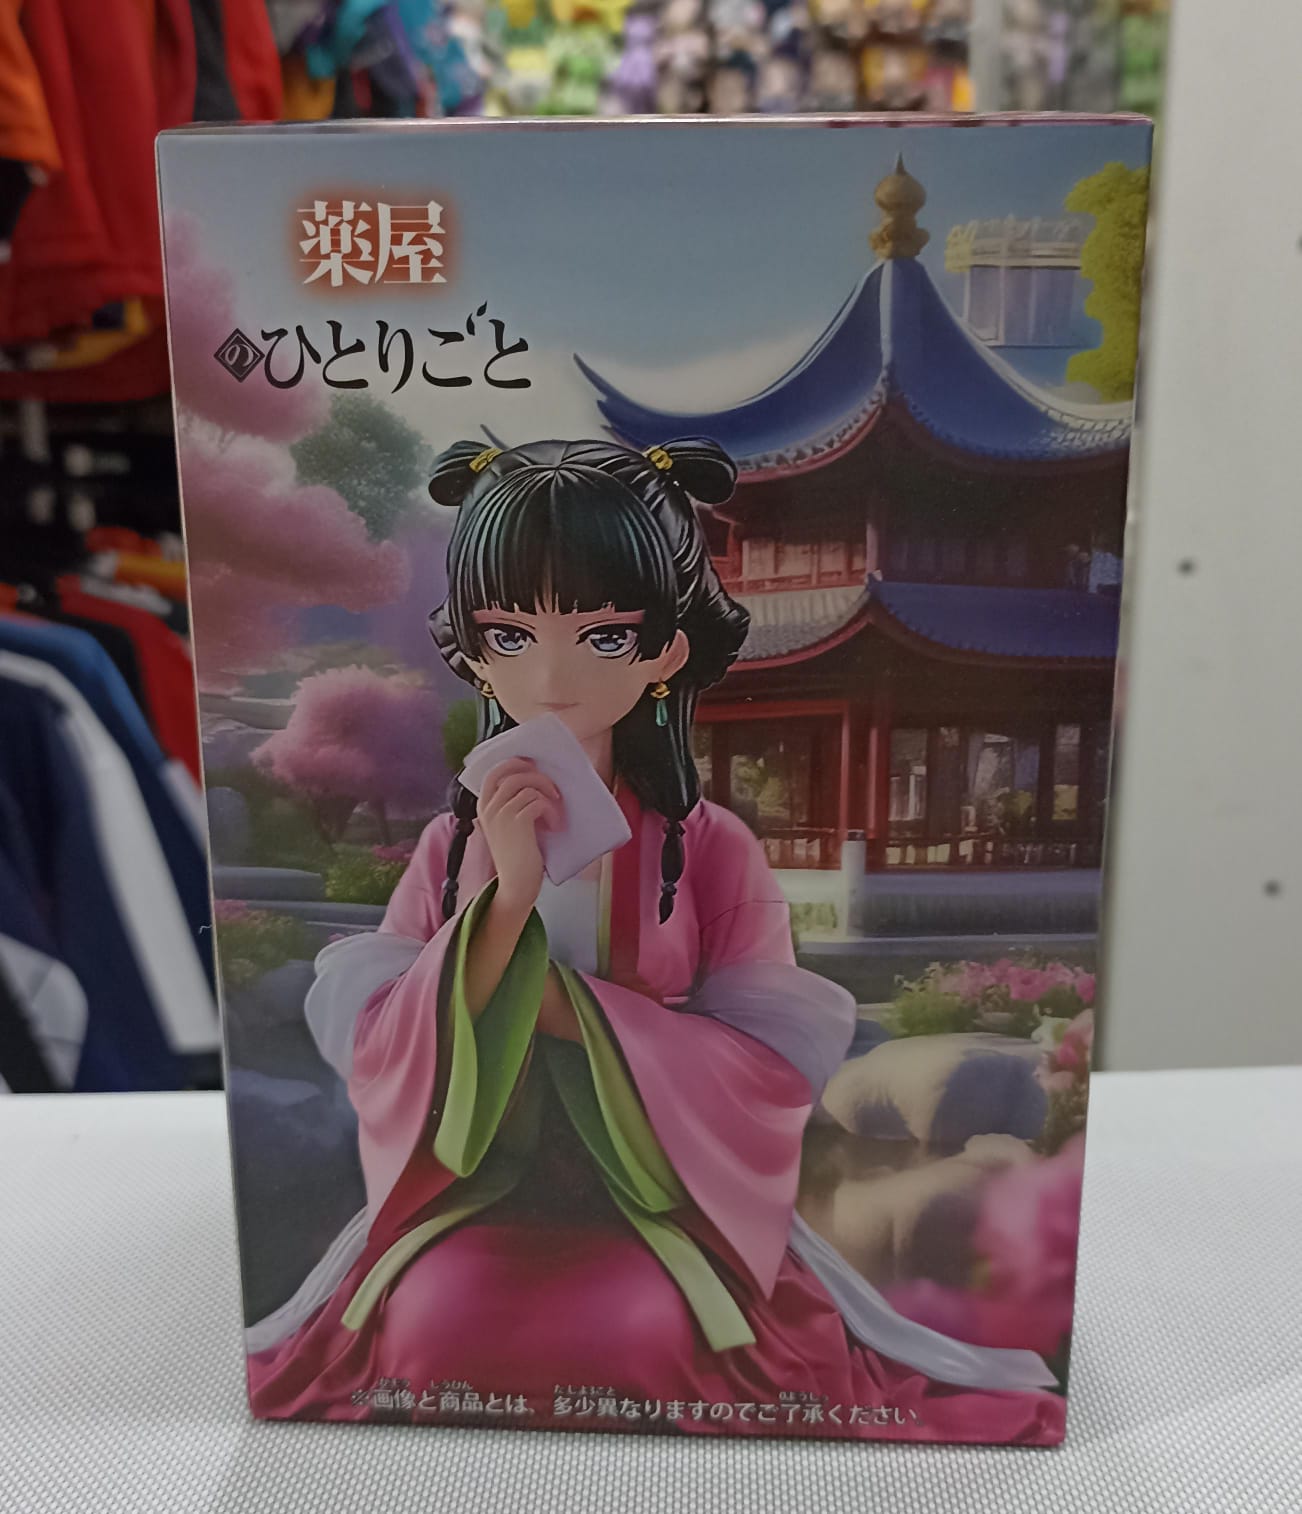 薬屋
のひとりごと
※画像と商品とは、多少異なりますのでご了承ください。